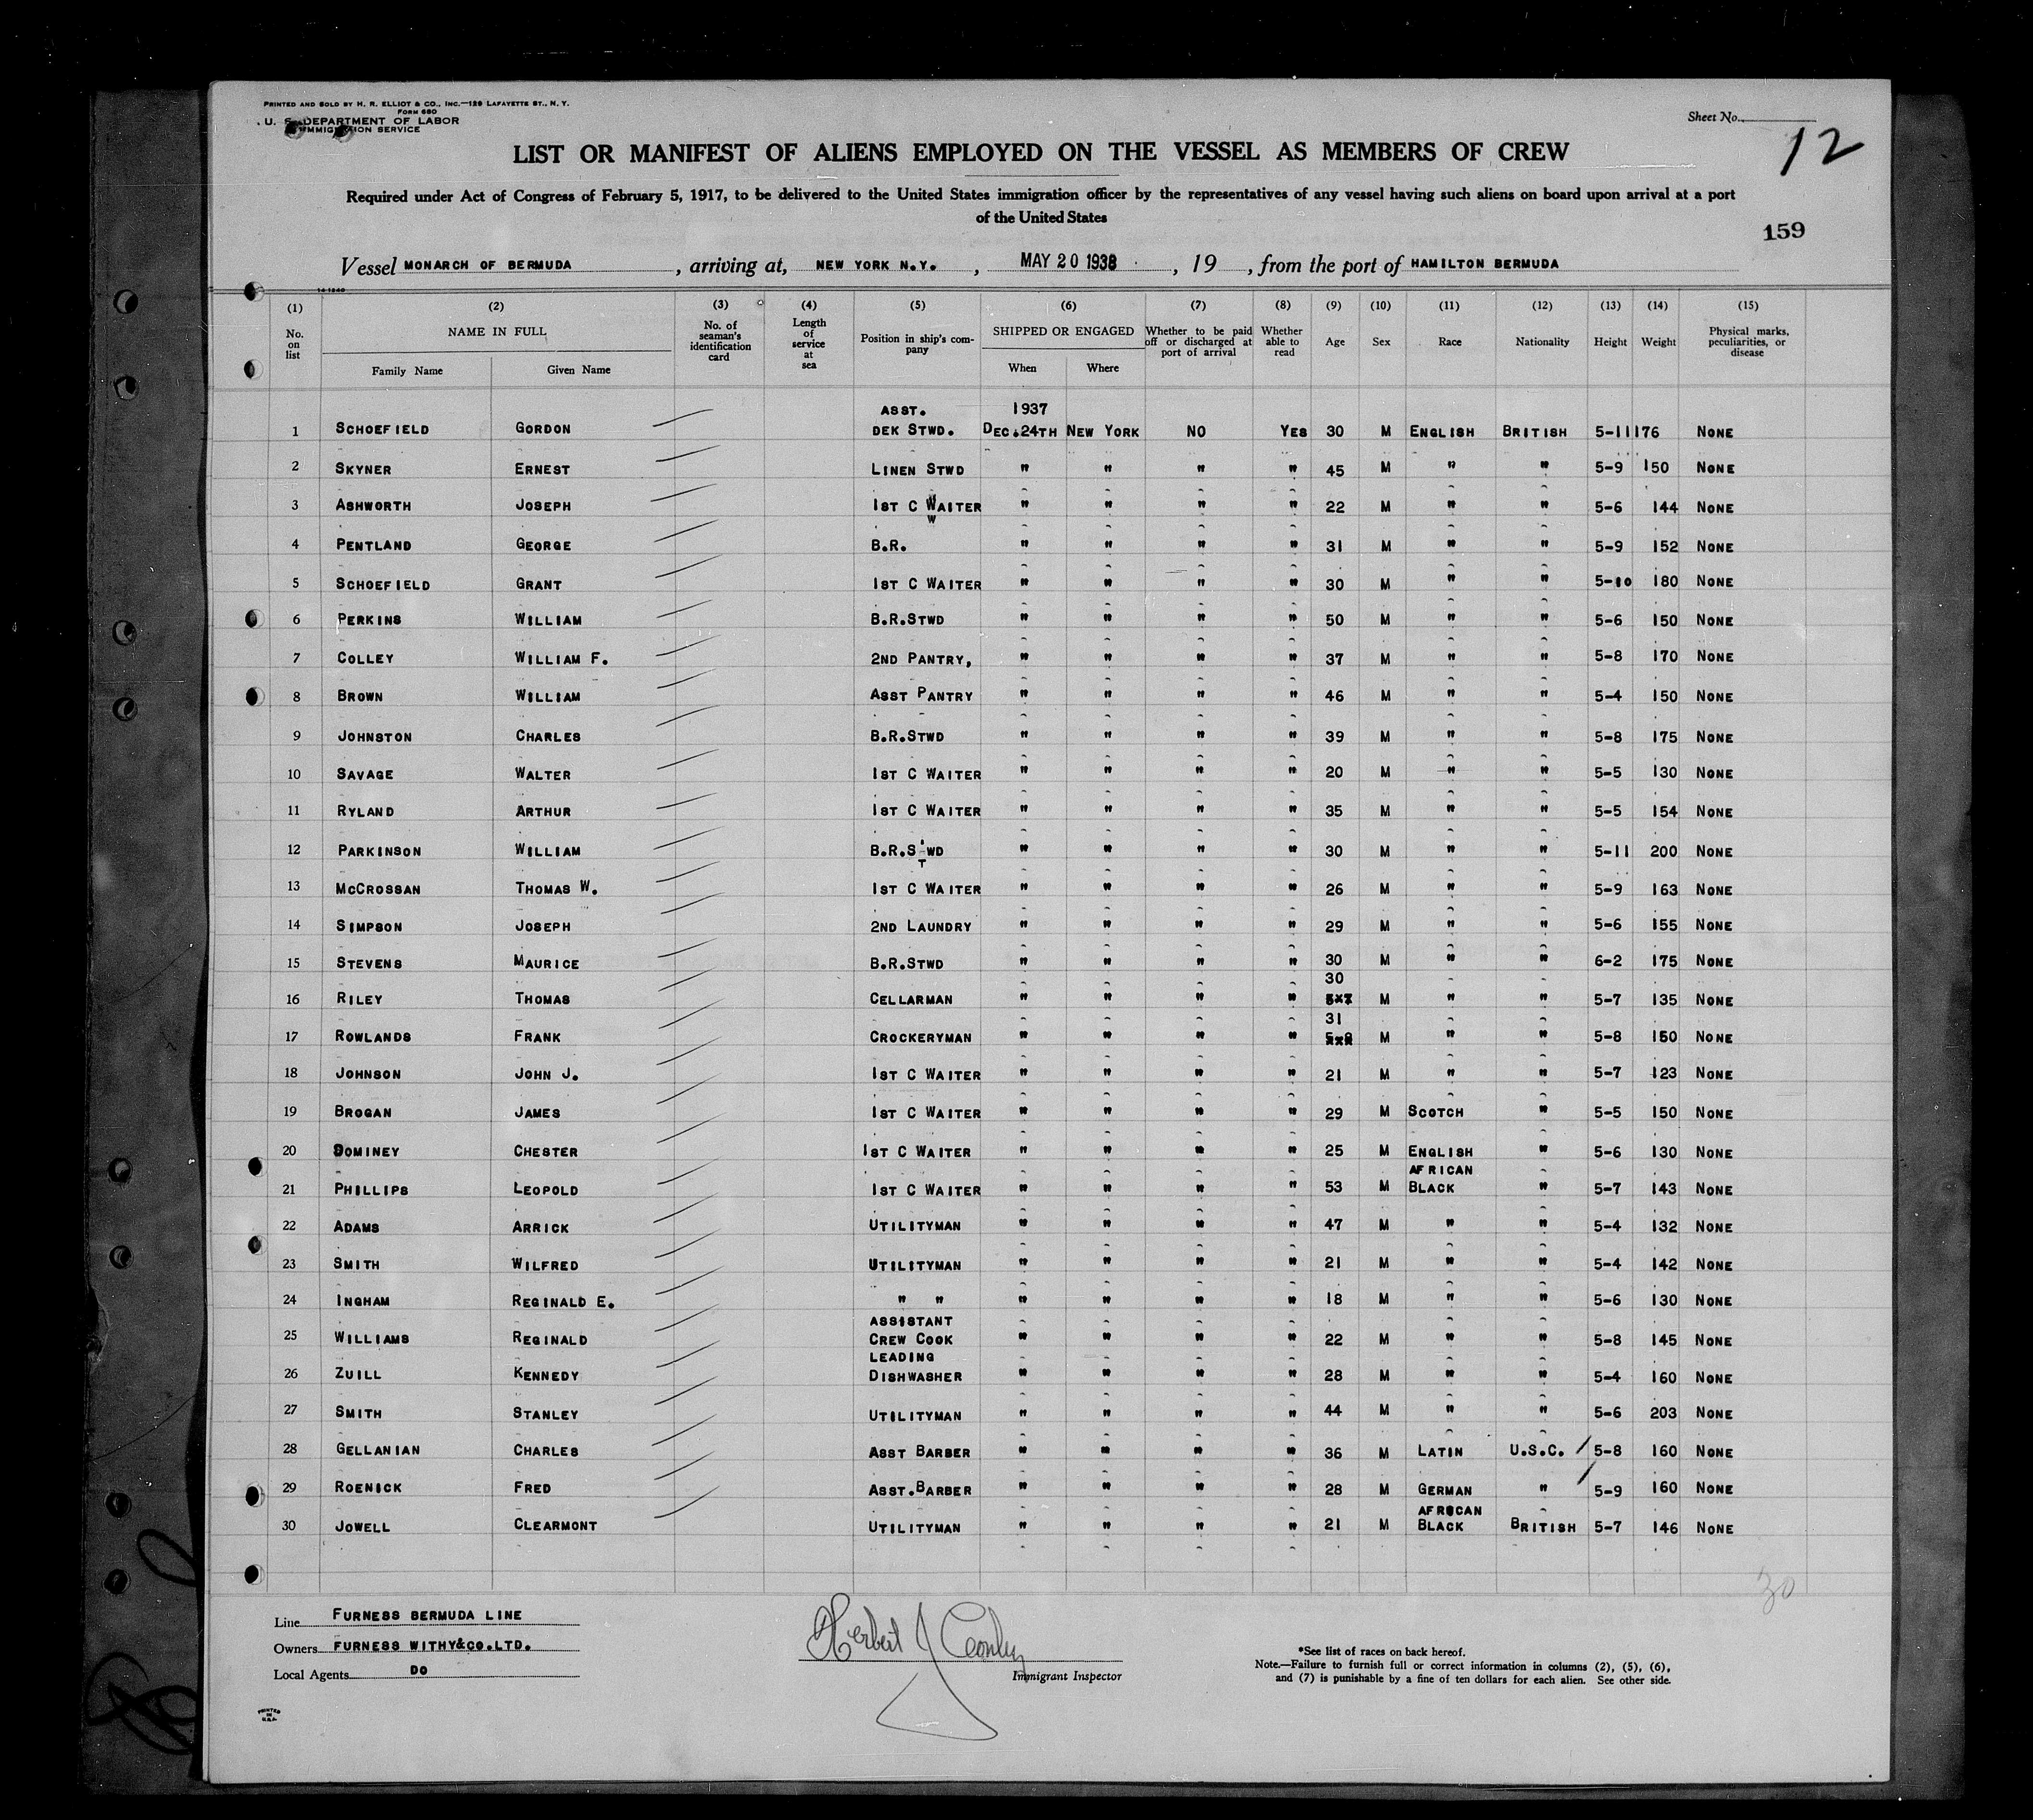 PRINTED AND SOLD BY H. R. ELLIOT & CO., INC.—129 LAFAYETTE ST., N. Y.
FORM 680
U. S. DEPARTMENT OF LABOR
IMMIGRATION SERVICE
Sheet No.
12
LIST OR MANIFEST OF ALIENS EMPLOYED ON THE VESSEL AS MEMBERS OF CREW
Required under Act of Congress of February 5, 1917, to be delivered to the United States immigration officer by the representatives of any vessel having such aliens on board upon arrival at a port
of the United States
159
Vessel MONARCH OF BERMUDA, arriving at, NEW YORK N.Y., MAY 20 1938, 19 , from the port of HAMILTON BERMUDA
14-1240
(1) (2) (3) (4) (5) (6) (7) (8) (9) (10) (11) (12) (13) (14) (15)
No. on list NAME IN FULL Family Name Given Name No. of seaman's identification card Length of service at sea Position in ship's company SHIPPED OR ENGAGED When Where Whether to be paid off or discharged at port of arrival Whether able to read Age Sex Race Nationality Height Weight Physical marks, peculiarities, or disease
ASST. 1937
1 SCHOEFIELD GORDON DEK STWD. DEC.24TH NEW YORK NO YES 30 M ENGLISH BRITISH 5-11 176 NONE
2 SKYNER ERNEST LINEN STWD " " " " 45 M " " 5-9 150 NONE
3 ASHWORTH JOSEPH 1ST C WAITER " " " " 22 M " " 5-6 144 NONE
W
4 PENTLAND GEORGE B.R. " " " " 31 M " " 5-9 152 NONE
5 SCHOEFIELD GRANT 1ST C WAITER " " " " 30 M " " 5-10 180 NONE
6 PERKINS WILLIAM B.R.STWD " " " " 50 M " " 5-6 150 NONE
7 COLLEY WILLIAM F. 2ND PANTRY, " " " " 37 M " " 5-8 170 NONE
8 BROWN WILLIAM ASST PANTRY " " " " 46 M " " 5-4 150 NONE
9 JOHNSTON CHARLES B.R.STWD " " " " 39 M " " 5-8 175 NONE
10 SAVAGE WALTER 1ST C WAITER " " " " 20 M " " 5-5 130 NONE
11 RYLAND ARTHUR 1ST C WAITER " " " " 35 M " " 5-5 154 NONE
12 PARKINSON WILLIAM B.R.STWD " " " " 30 M " " 5-11 200 NONE
13 MCCROSSAN THOMAS W. 1ST C WAITER " " " " 26 M " " 5-9 163 NONE
14 SIMPSON JOSEPH 2ND LAUNDRY " " " " 29 M " " 5-6 155 NONE
15 STEVENS MAURICE B.R.STWD " " " " 30 M " " 6-2 175 NONE
30
16 RILEY THOMAS CELLARMAN " " " " M " " 5-7 135 NONE
31
17 ROWLANDS FRANK CROCKERYMAN " " " " M " " 5-8 150 NONE
18 JOHNSON JOHN J. 1ST C WAITER " " " " 21 M " " 5-7 123 NONE
19 BROGAN JAMES 1ST C WAITER " " " " 29 M SCOTCH " 5-5 150 NONE
20 DOMINEY CHESTER 1ST C WAITER " " " " 25 M ENGLISH " 5-6 130 NONE
AFRICAN
21 PHILLIPS LEOPOLD 1ST C WAITER " " " " 53 M BLACK " 5-7 143 NONE
22 ADAMS ARRICK UTILITYMAN " " " " 47 M " " 5-4 132 NONE
23 SMITH WILFRED UTILITYMAN " " " " 21 M " " 5-4 142 NONE
24 INGHAM REGINALD E. " " " " " " 18 M " " 5-6 130 NONE
ASSISTANT
25 WILLIAMS REGINALD CREW COOK " " " " 22 M " " 5-8 145 NONE
LEADING
26 ZUILL KENNEDY DISHWASHER " " " " 28 M " " 5-4 160 NONE
27 SMITH STANLEY UTILITYMAN " " " " 44 M " " 5-6 203 NONE
28 GELLANIAN CHARLES ASST BARBER " " " " 36 M LATIN U.S.C. 5-8 160 NONE
29 ROENICK FRED ASST.BARBER " " " " 28 M GERMAN " 5-9 160 NONE
AFRICAN
30 JOWELL CLEARMONT UTILITYMAN " " " " 21 M BLACK BRITISH 5-7 146 NONE
30
Line FURNESS BERMUDA LINE
Owners FURNESS WITHY&CO.LTD.
Local Agents DO
Herbert J
Immigrant Inspector
*See list of races on back hereof.
Note.—Failure to furnish full or correct information in columns (2), (5), (6),
and (7) is punishable by a fine of ten dollars for each alien. See other side.
PRINTED
IN
U.S.A.